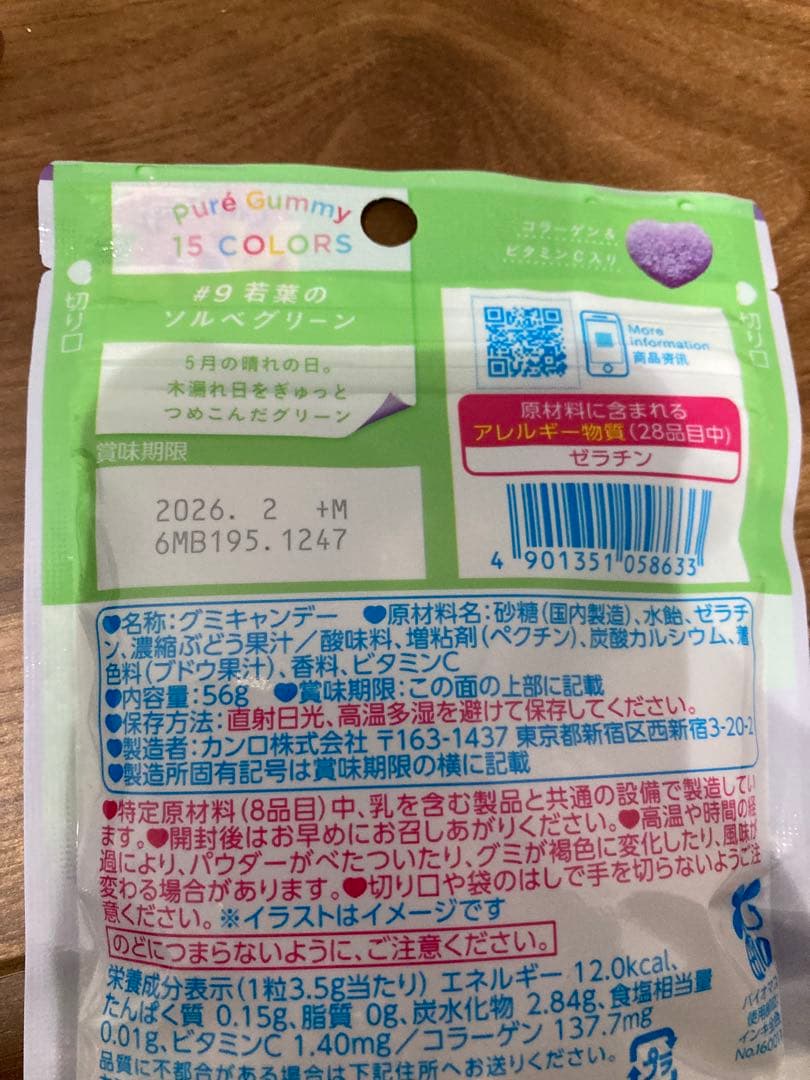 Puré Gummy
15 COLORS
コラーゲン&
ビタミンC入り
切り口
切り口
#9 若葉の
ソルベグリーン
5月の晴れの日。
木漏れ日をぎゅっと
つめこんだグリーン
More
information
商品资讯
原材料に含まれる
アレルギー物質(28品目中)
ゼラチン
賞味期限
2026. 2 +M
6MB195.1247
4 901351 058633
♥名称:グミキャンデー ♥原材料名:砂糖(国内製造)、水飴、ゼラチ
ン、濃縮ぶどう果汁/酸味料、増粘剤(ペクチン)、炭酸カルシウム、着
色料(ブドウ果汁)、香料、ビタミンC
♥内容量:56g ♥賞味期限:この面の上部に記載
♥保存方法:直射日光、高温多湿を避けて保存してください。
♥製造者:カンロ株式会社 〒163-1437 東京都新宿区西新宿3-20-2
♥製造所固有記号は賞味期限の横に記載
♥特定原材料(8品目)中、乳を含む製品と共通の設備で製造してい
ます。♥開封後はお早めにお召しあがりください。♥高温や時間の経
過により、パウダーがべたついたり、グミが褐色に変化したり、風味が
変わる場合があります。♥切り口や袋のはしで手を切らないようご注
意ください。※イラストはイメージです
のどにつまらないように、ご注意ください。
栄養成分表示(1粒3.5g当たり) エネルギー 12.0kcal、
たんぱく質 0.15g、脂質 0g、炭水化物 2.84g、食塩相当量
0.01g、ビタミンC 1.40mg/コラーゲン 137.7mg
品質に不都合がある場合は下記住所へお送りください。
バイオマス
使用
インキ
No.1600
プラ